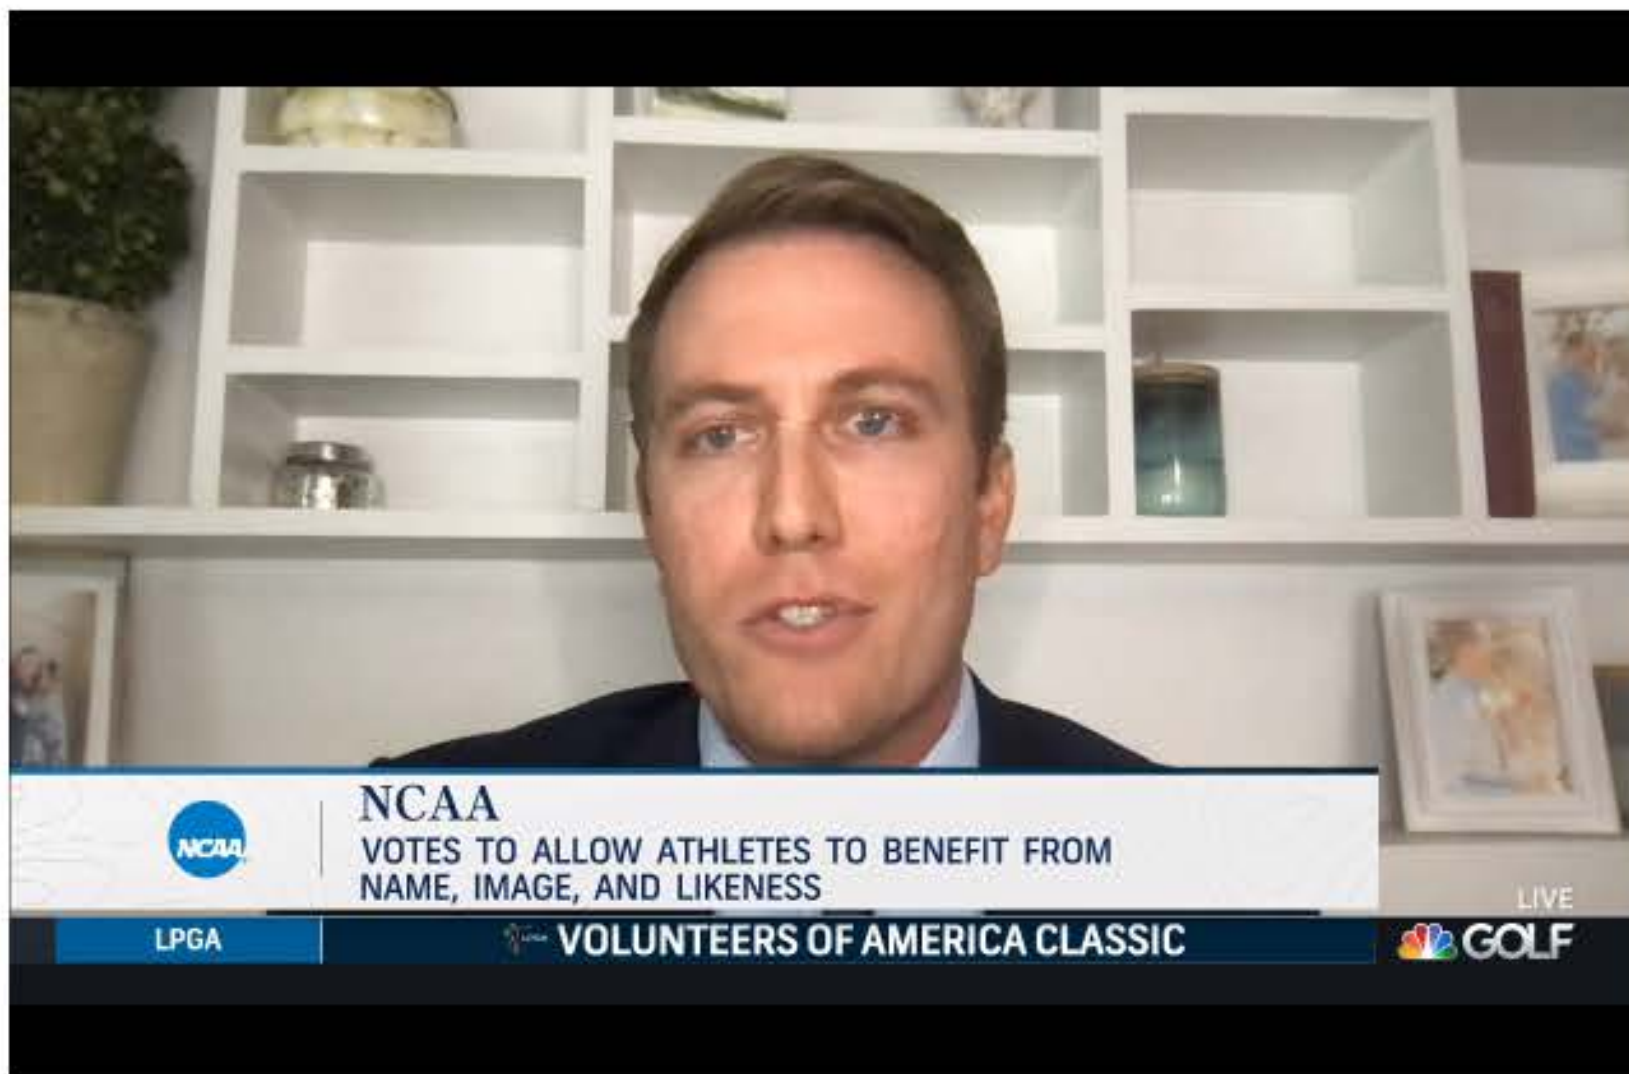 NCAA
NCAA
VOTES TO ALLOW ATHLETES TO BENEFIT FROM
NAME, IMAGE, AND LIKENESS
LIVE
LPGA
VOLUNTEERS OF AMERICA CLASSIC
GOLF